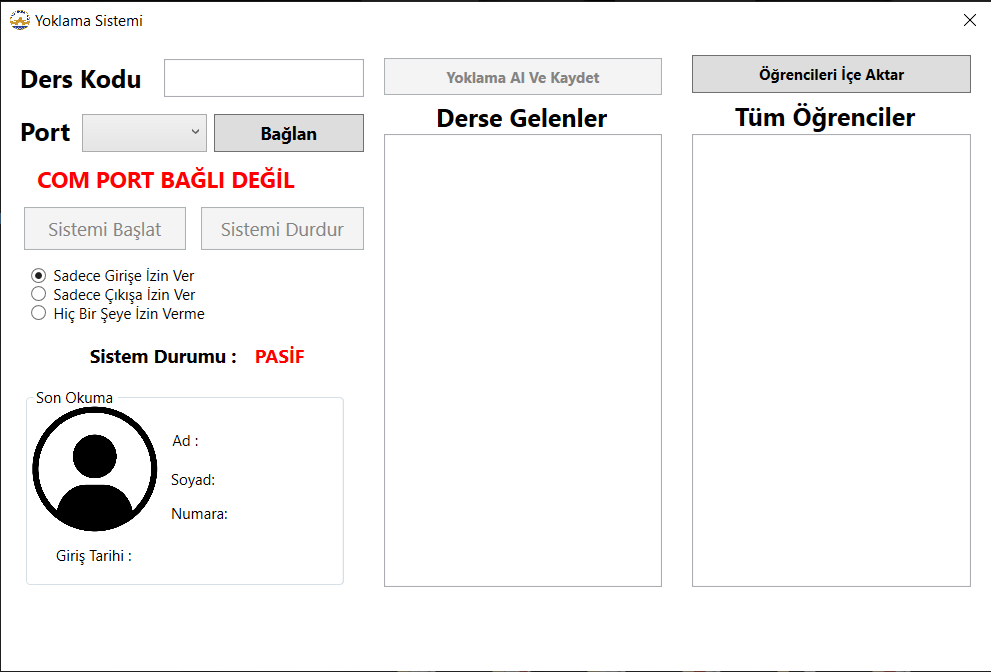 Yoklama Sistemi
Ders Kodu
Port
Bağlan
COM PORT BAĞLI DEĞİL
Sistemi Başlat
Sistemi Durdur
Sadece Girişe İzin Ver
Sadece Çıkışa İzin Ver
Hiç Bir Şeye İzin Verme
Sistem Durumu : PASİF
Son Okuma
Ad :
Soyad:
Numara:
Giriş Tarihi :
Yoklama Al Ve Kaydet
Derse Gelenler
Öğrencileri İçe Aktar
Tüm Öğrenciler